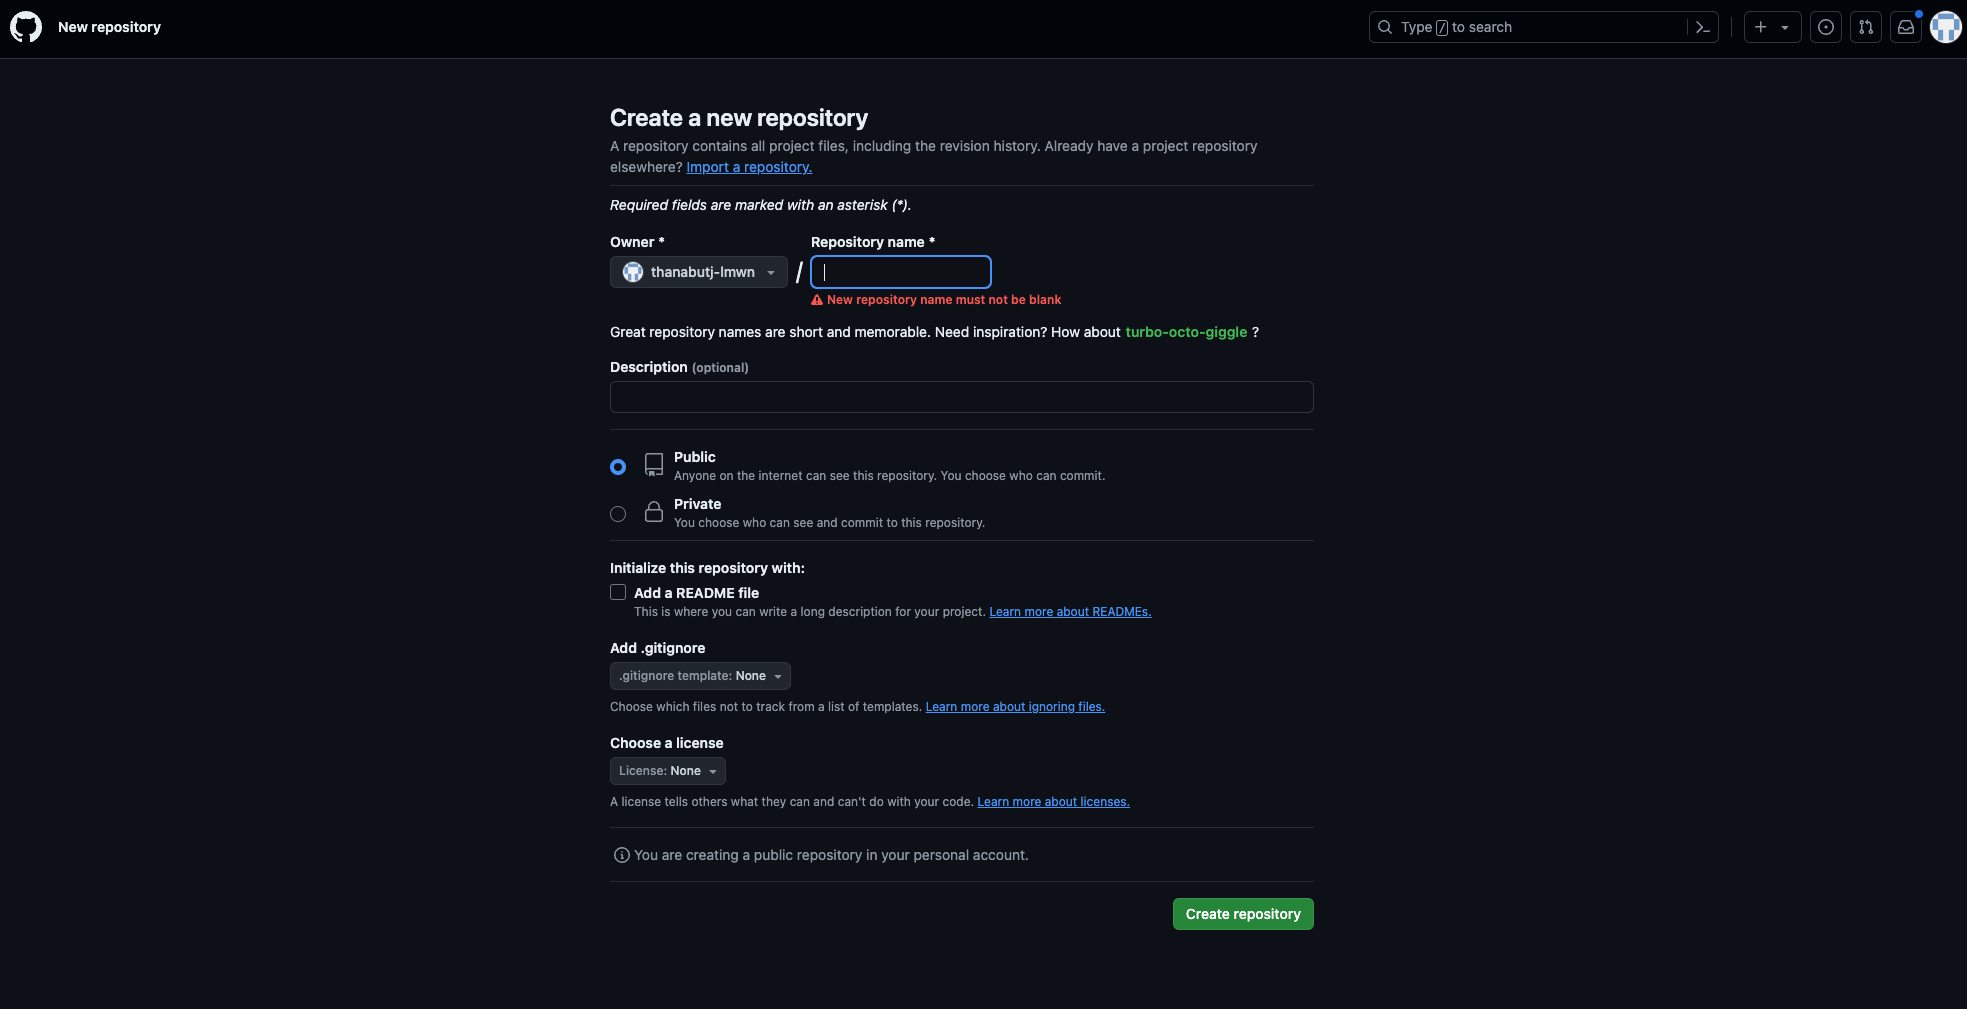 New repository
Type / to search
Create a new repository
A repository contains all project files, including the revision history. Already have a project repository
elsewhere? Import a repository.
Required fields are marked with an asterisk (*).
Owner * Repository name *
thanabutj-lmwn /
New repository name must not be blank
Great repository names are short and memorable. Need inspiration? How about turbo-octo-giggle ?
Description (optional)
Public
Anyone on the internet can see this repository. You choose who can commit.
Private
You choose who can see and commit to this repository.
Initialize this repository with:
Add a README file
This is where you can write a long description for your project. Learn more about READMEs.
Add .gitignore
.gitignore template: None
Choose which files not to track from a list of templates. Learn more about ignoring files.
Choose a license
License: None
A license tells others what they can and can't do with your code. Learn more about licenses.
You are creating a public repository in your personal account.
Create repository